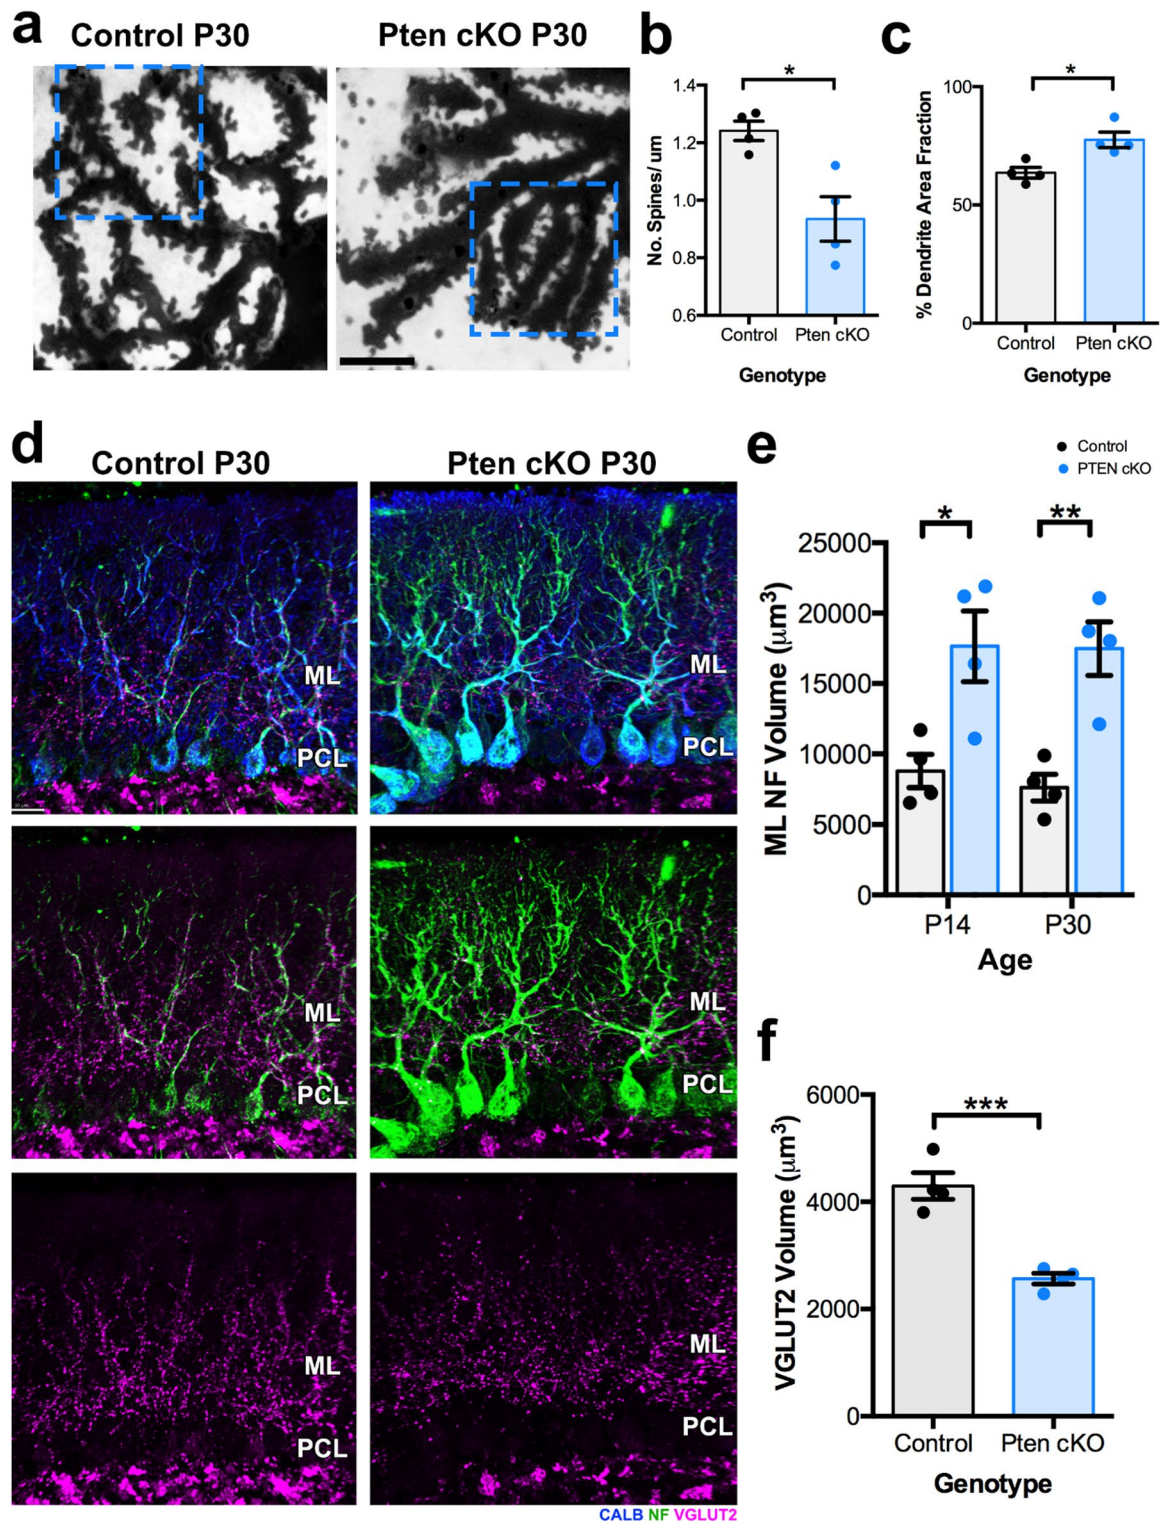 a
Control P30
Pten cKO P30
b
*
No. Spines/ um
1.4
1.2
1.0
0.8
0.6
Control
Pten cKO
Genotype
c
*
% Dendrite Area Fraction
100
50
0
Control
Pten cKO
Genotype
d
Control P30
Pten cKO P30
ML
PCL
ML
PCL
ML
PCL
ML
PCL
ML
PCL
ML
PCL
CALB NF VGLUT2
e
Control
PTEN cKO
*
**
ML NF Volume (μm³)
25000
20000
15000
10000
5000
0
P14
P30
Age
f
***
VGLUT2 Volume (μm³)
6000
4000
2000
0
Control
Pten cKO
Genotype